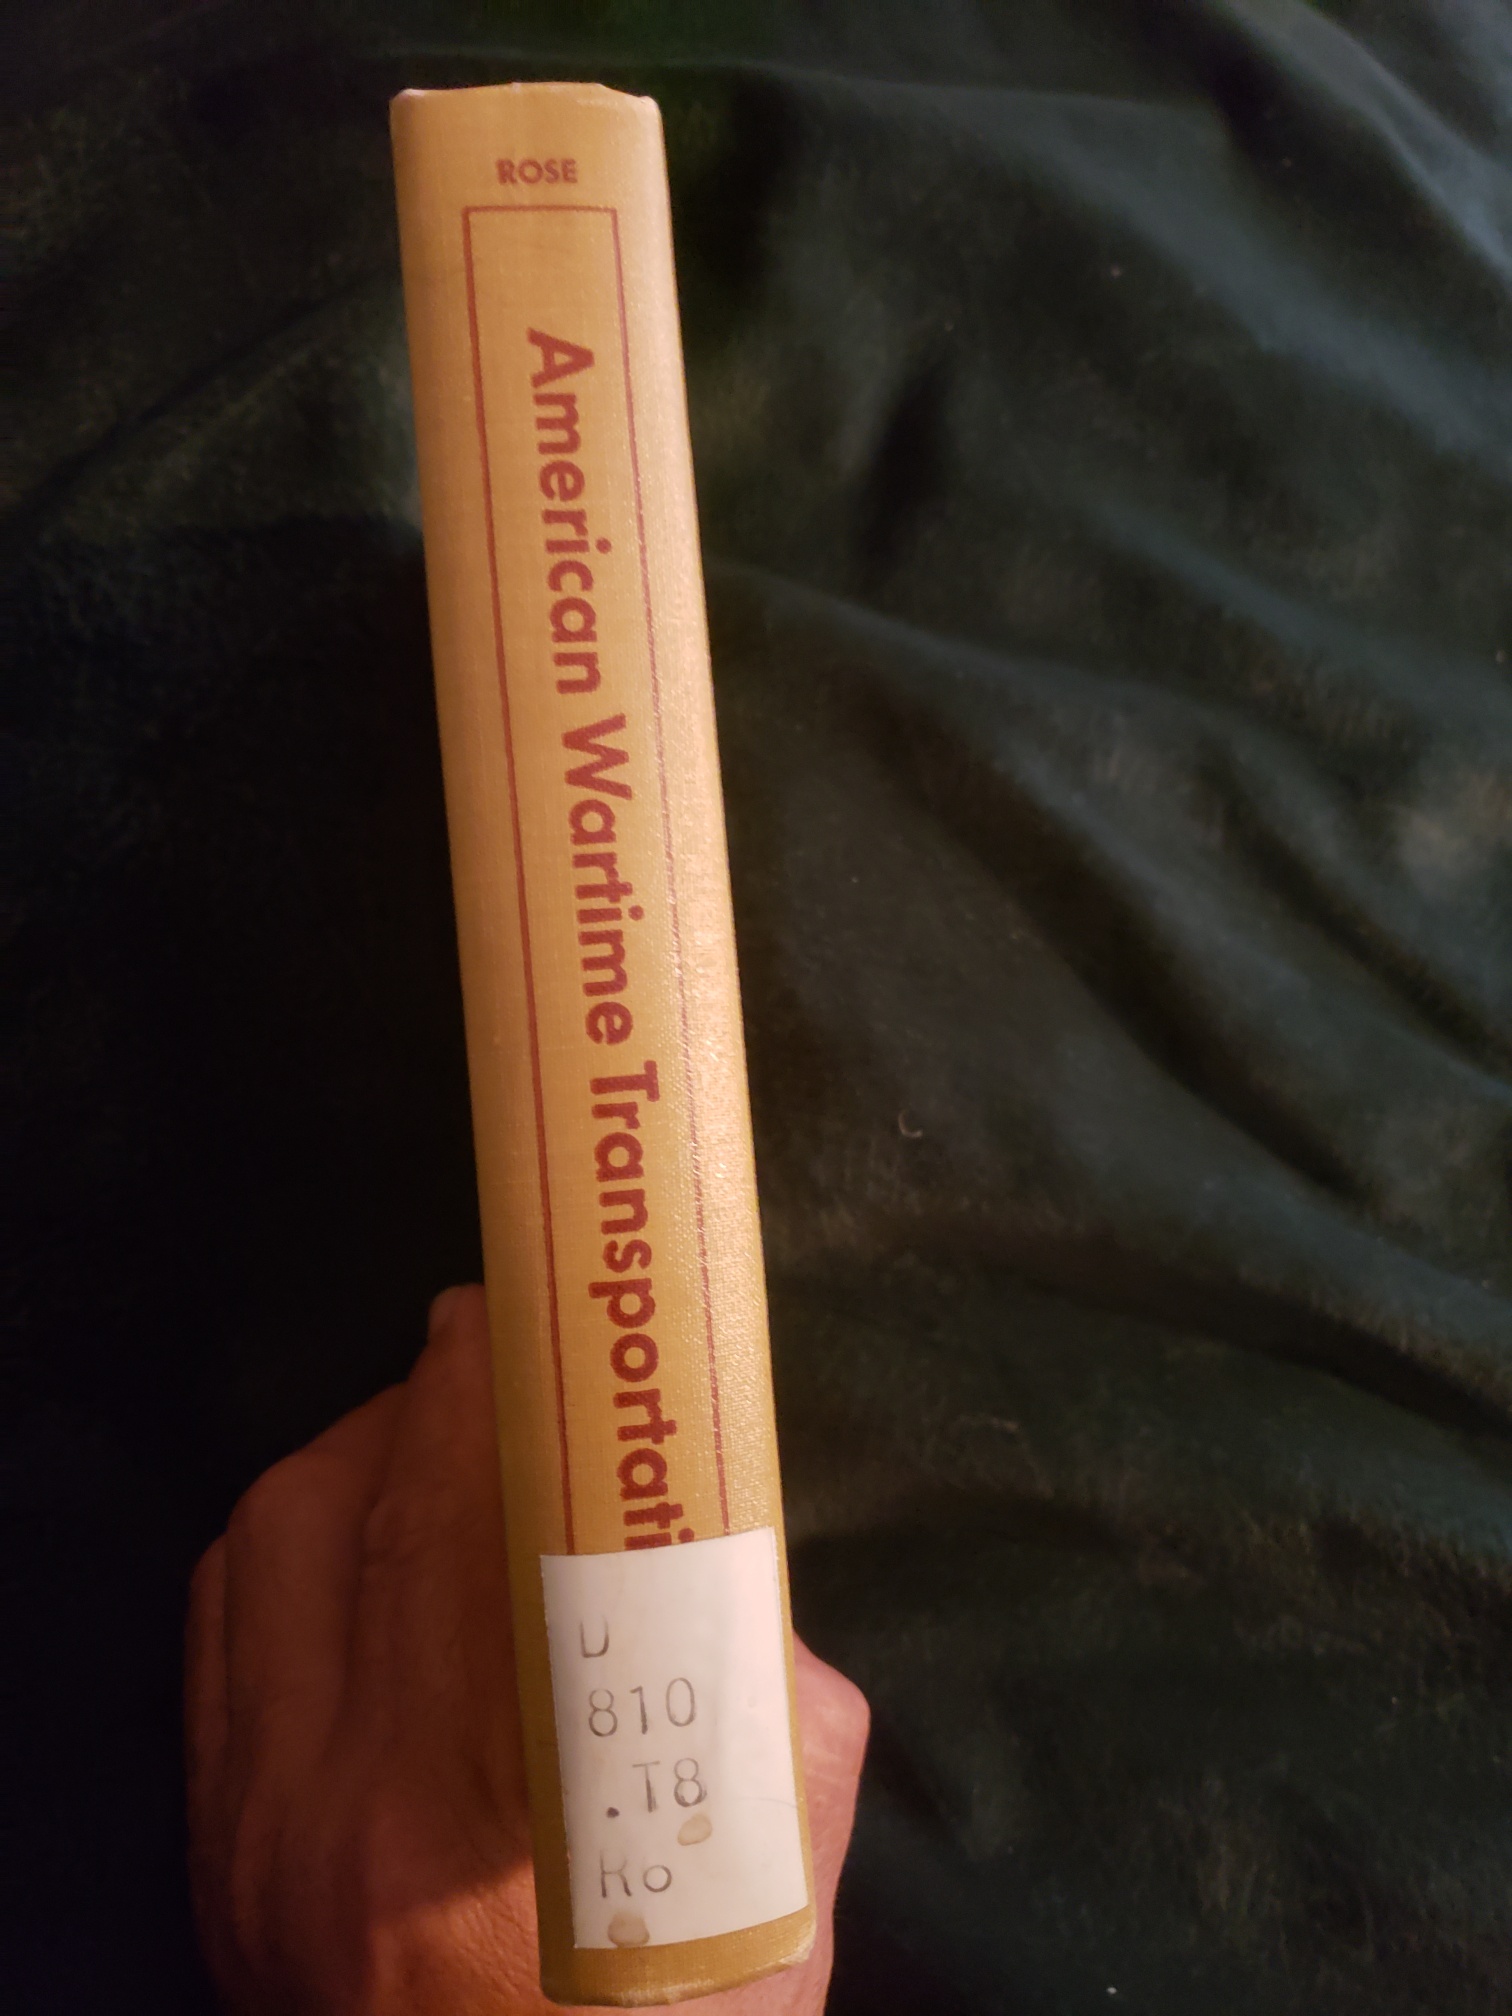 ROSE
American Wartime Transportati
D
810
.T8
Ro